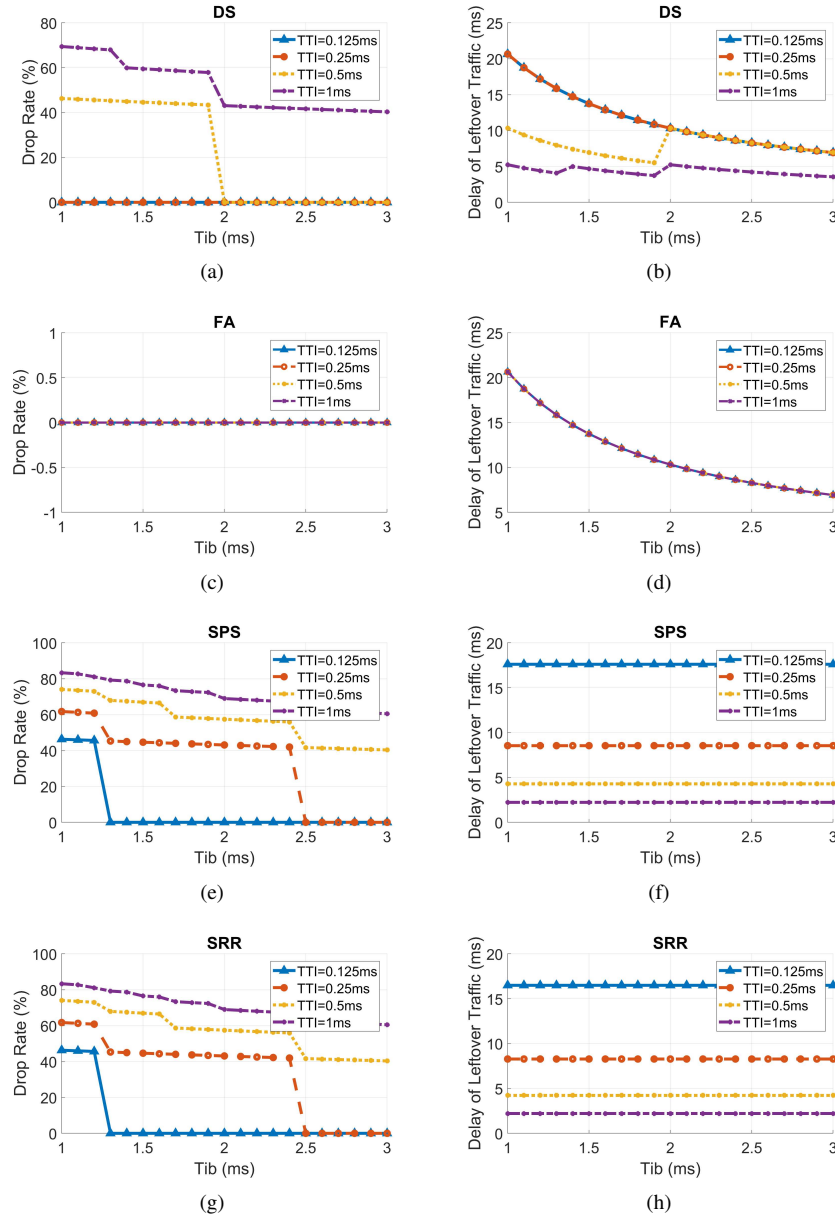 DS
Drop Rate (%)
80
60
40
20
0
1
1.5
2
2.5
3
Tib (ms)
TTI=0.125ms
TTI=0.25ms
TTI=0.5ms
TTI=1ms
(a)
DS
Delay of Leftover Traffic (ms)
25
20
15
10
5
0
1
1.5
2
2.5
3
Tib (ms)
TTI=0.125ms
TTI=0.25ms
TTI=0.5ms
TTI=1ms
(b)
FA
Drop Rate (%)
1
0.5
0
-0.5
-1
1
1.5
2
2.5
3
Tib (ms)
TTI=0.125ms
TTI=0.25ms
TTI=0.5ms
TTI=1ms
(c)
FA
Delay of Leftover Traffic (ms)
25
20
15
10
5
1
1.5
2
2.5
3
Tib (ms)
TTI=0.125ms
TTI=0.25ms
TTI=0.5ms
TTI=1ms
(d)
SPS
Drop Rate (%)
100
80
60
40
20
0
1
1.5
2
2.5
3
Tib (ms)
TTI=0.125ms
TTI=0.25ms
TTI=0.5ms
TTI=1ms
(e)
SPS
Delay of Leftover Traffic (ms)
20
15
10
5
0
1
1.5
2
2.5
3
Tib (ms)
TTI=0.125ms
TTI=0.25ms
TTI=0.5ms
TTI=1ms
(f)
SRR
Drop Rate (%)
100
80
60
40
20
0
1
1.5
2
2.5
3
Tib (ms)
TTI=0.125ms
TTI=0.25ms
TTI=0.5ms
TTI=1ms
(g)
SRR
Delay of Leftover Traffic (ms)
20
15
10
5
0
1
1.5
2
2.5
3
Tib (ms)
TTI=0.125ms
TTI=0.25ms
TTI=0.5ms
TTI=1ms
(h)